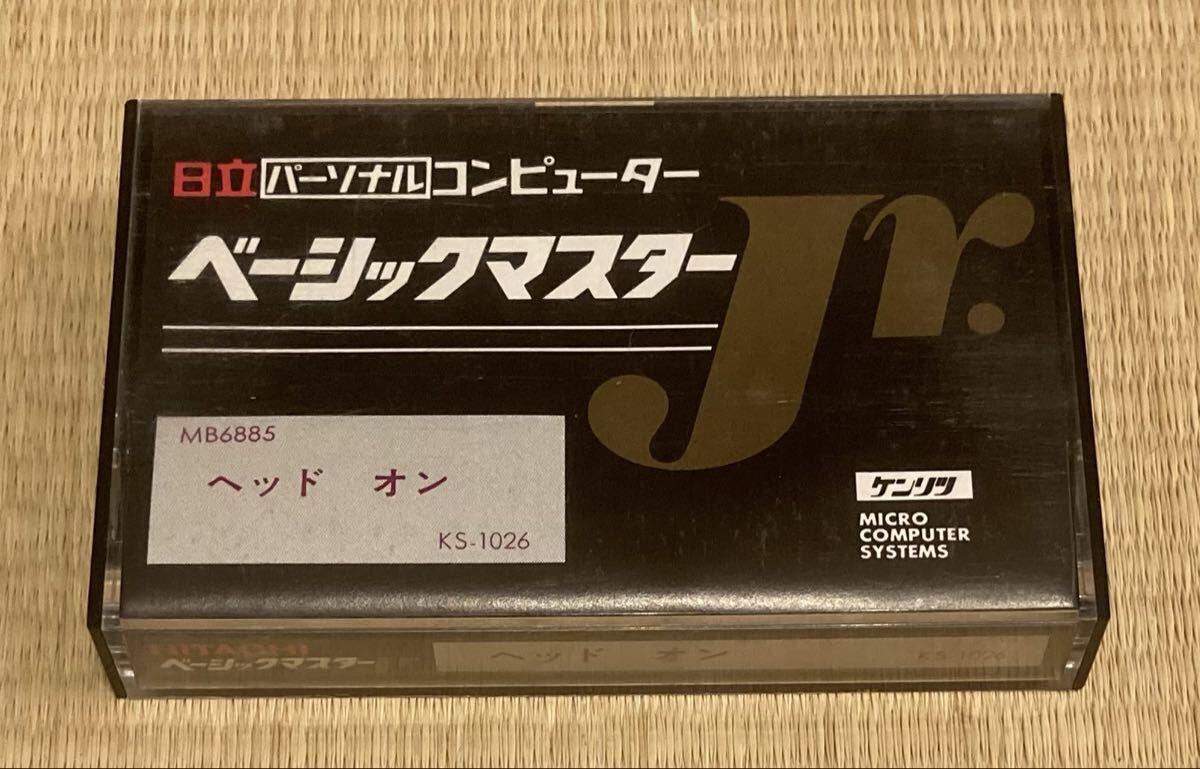 日立パーソナルコンピューター
ベーシックマスターJr.
MB6885
ヘッド オン
KS-1026
ケンリツ
MICRO
COMPUTER
SYSTEMS
HITACHI
ベーシックマスター Jr.
ヘッド オン
KS-1026